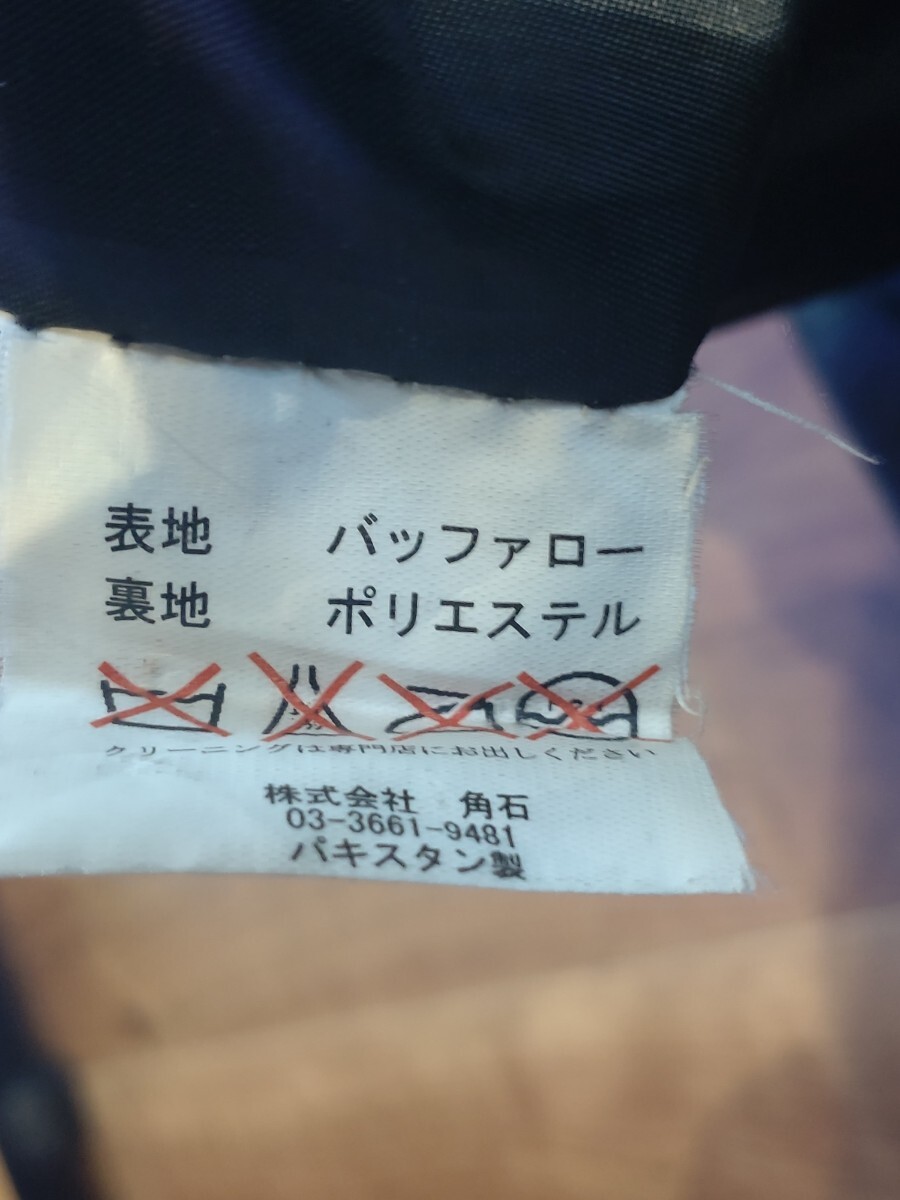 表地 バッファロー
裏地 ポリエステル
クリーニングは専門店にお出しください
株式会社 角石
03-3661-9481
パキスタン製